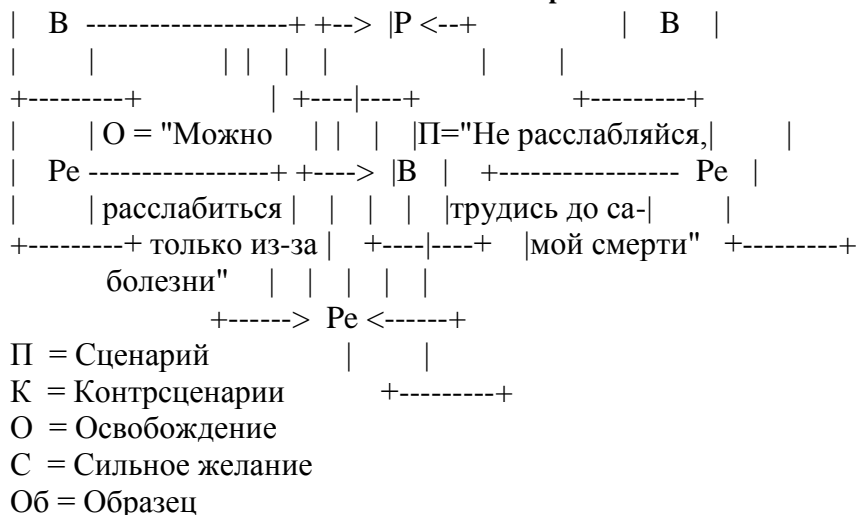 | В -------------------+ +--> |Р <--+ | В |
| | | | | | | |
+---------+ | +----|----+ +---------+
| | О = "Можно | | | |П="Не расслабляйся,| |
| Ре -----------------+ +----> |В | +----------------- Ре |
| | расслабиться | | | | |трудись до са-| |
+---------+ только из-за | +----|----+ |мой смерти" +---------+
болезни" | | | | |
+------> Ре <------+
П = Сценарий | |
К = Контрсценарии +---------+
О = Освобождение
С = Сильное желание
Об = Образец